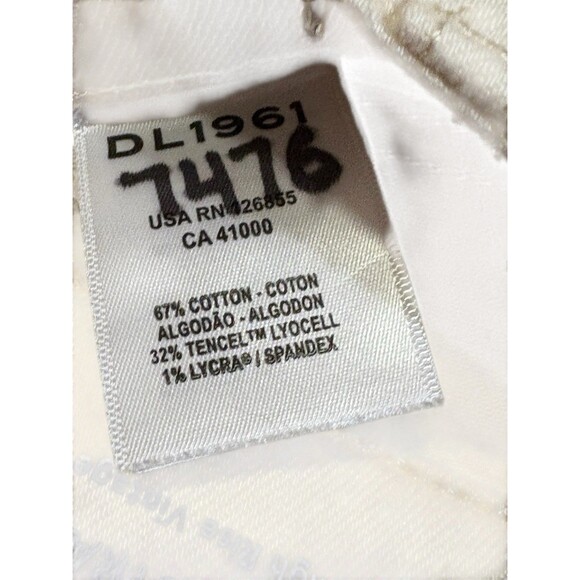 DL1961
7476
USA RN 126855
CA 41000
67% COTTON - COTON
ALGODÃO - ALGODON
32% TENCEL™ LYOCELL
1% LYCRA® / SPANDEX